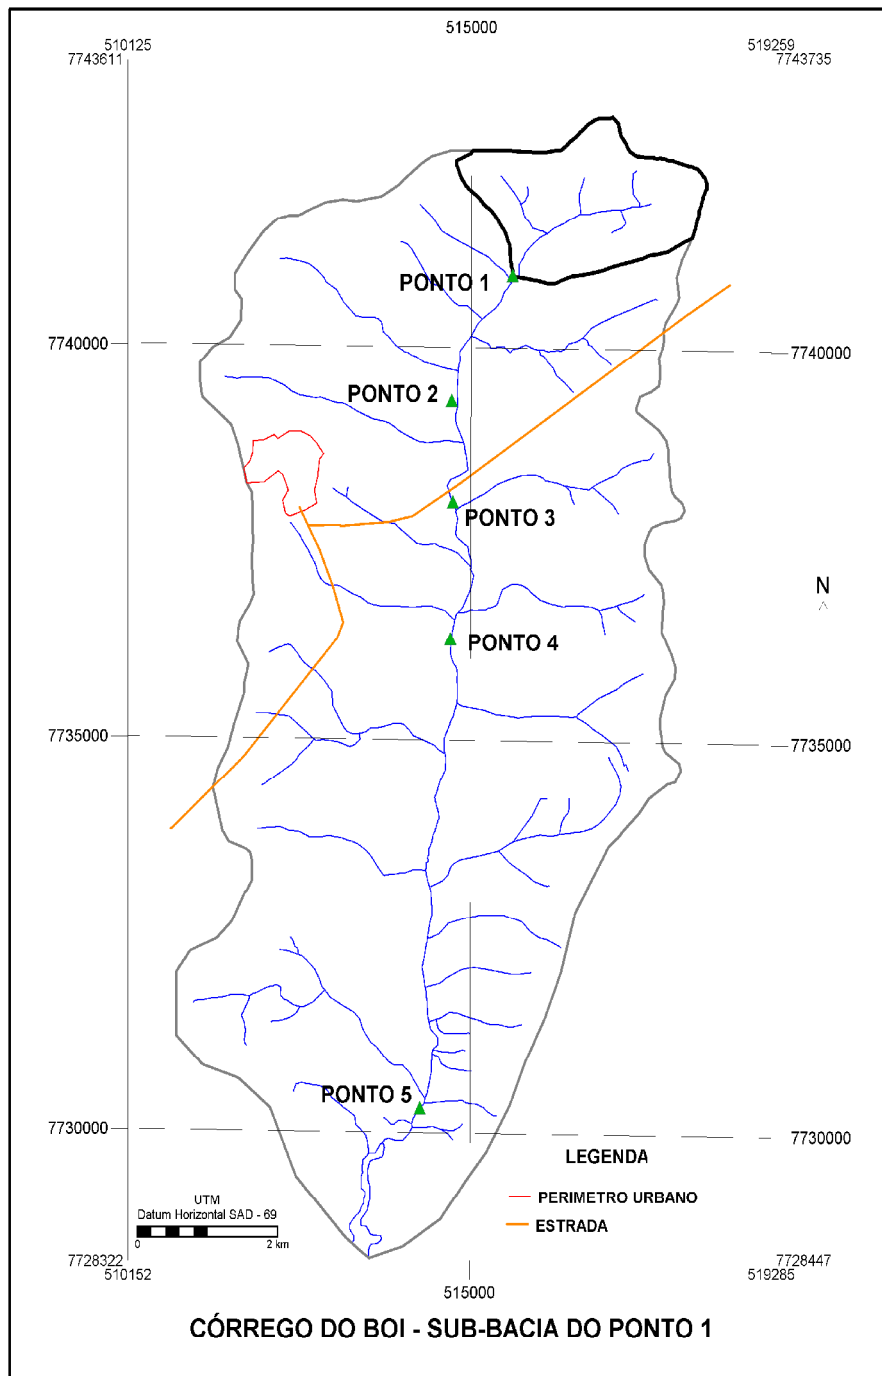 515000
510125
519259
7743611
7743735
PONTO 1
7740000
7740000
PONTO 2
PONTO 3
N
PONTO 4
7735000
7735000
PONTO 5
7730000
7730000
LEGENDA
UTM
PERIMETRO URBANO
Datum Horizontal SAD - 69
ESTRADA
0
2 km
7728322
7728447
510152
519285
515000
CÓRREGO DO BOI - SUB-BACIA DO PONTO 1